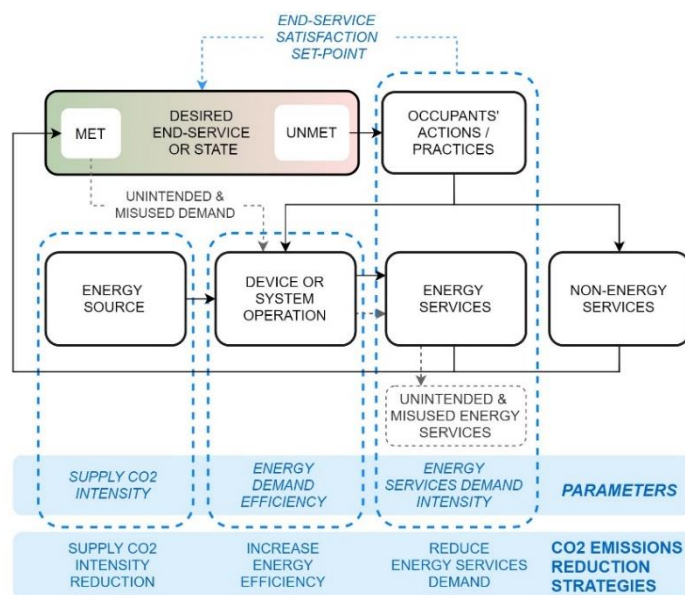 END-SERVICE
SATISFACTION
SET-POINT
MET
DESIRED
END-SERVICE
OR STATE
UNMET
OCCUPANTS'
ACTIONS /
PRACTICES
UNINTENDED &
MISUSED DEMAND
ENERGY
SOURCE
DEVICE OR
SYSTEM
OPERATION
ENERGY
SERVICES
NON-ENERGY
SERVICES
UNINTENDED &
MISUSED ENERGY
SERVICES
SUPPLY CO2
INTENSITY
ENERGY
DEMAND
EFFICIENCY
ENERGY
SERVICES DEMAND
INTENSITY
PARAMETERS
SUPPLY CO2
INTENSITY
REDUCTION
INCREASE
ENERGY
EFFICIENCY
REDUCE
ENERGY SERVICES
DEMAND
CO2 EMISSIONS
REDUCTION
STRATEGIES